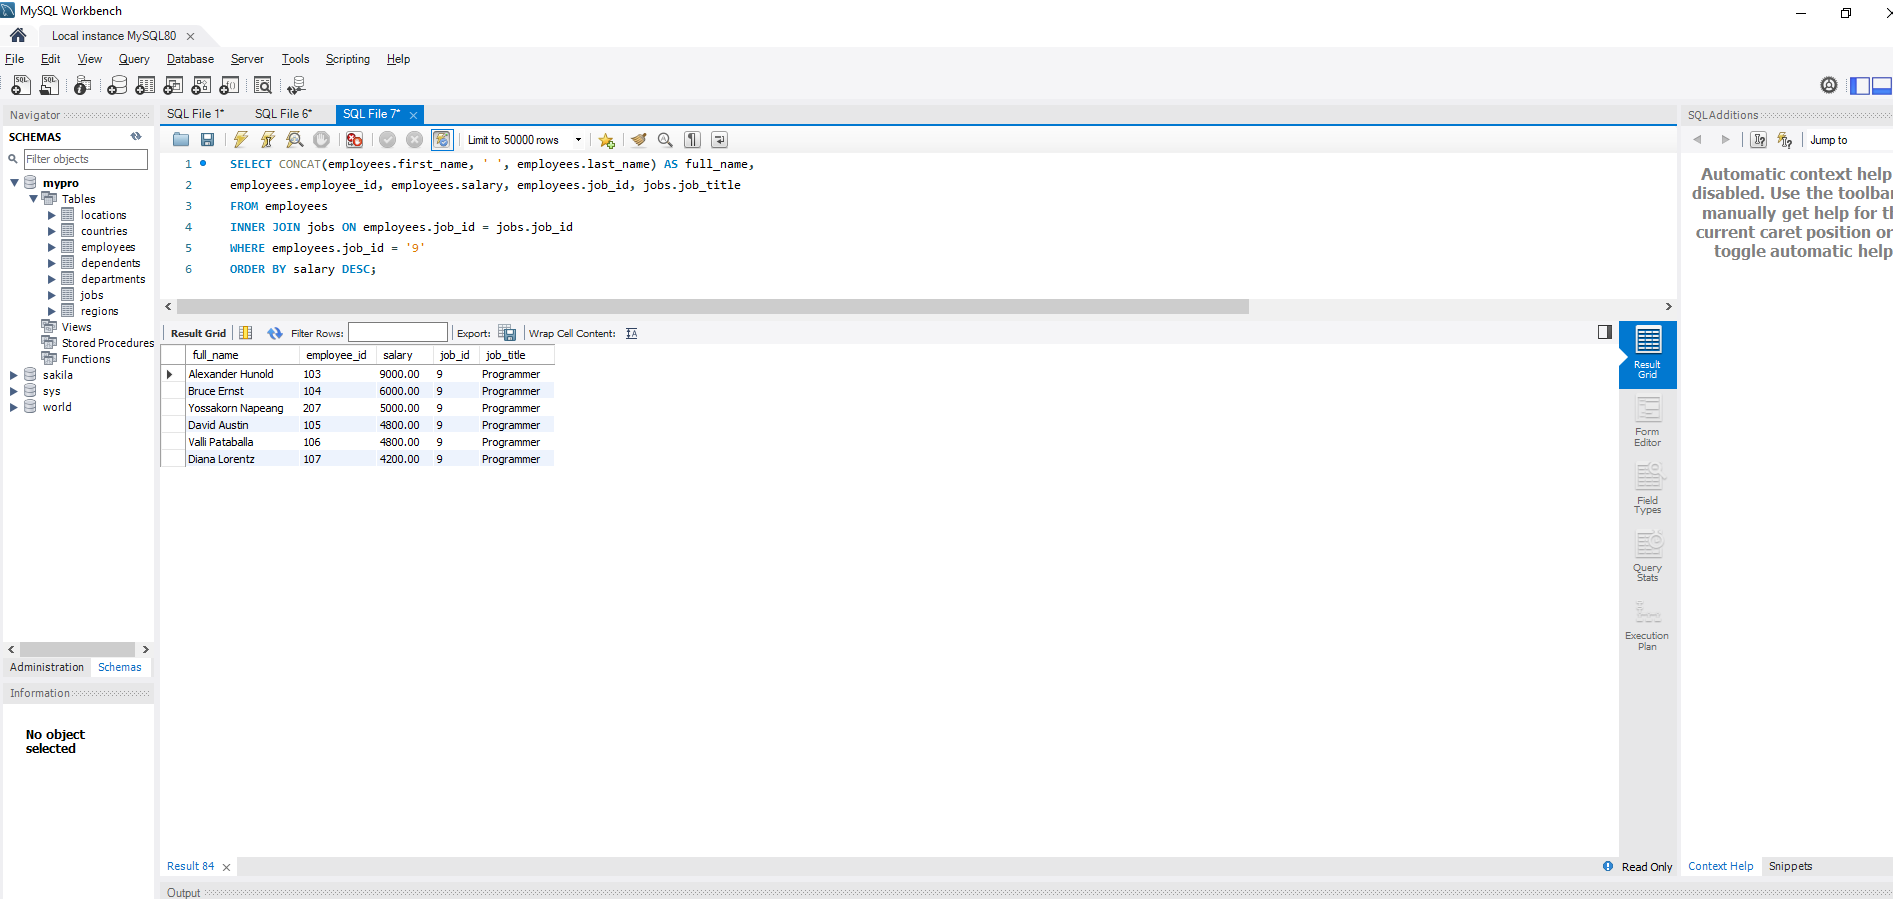 MySQL Workbench
Local instance MySQL80
File Edit View Query Database Server Tools Scripting Help
Navigator
SCHEMAS
Filter objects
mypro
Tables
locations
countries
employees
dependents
departments
jobs
regions
Views
Stored Procedures
Functions
sakila
sys
world
Administration Schemas
Information
No object
selected
SQL File 1* SQL File 6* SQL File 7*
Limit to 50000 rows
1 SELECT CONCAT(employees.first_name, ' ', employees.last_name) AS full_name,
2 employees.employee_id, employees.salary, employees.job_id, jobs.job_title
3 FROM employees
4 INNER JOIN jobs ON employees.job_id = jobs.job_id
5 WHERE employees.job_id = '9'
6 ORDER BY salary DESC;
Result Grid Filter Rows: Export: Wrap Cell Content:
full_name employee_id salary job_id job_title
Alexander Hunold 103 9000.00 9 Programmer
Bruce Ernst 104 6000.00 9 Programmer
Yossakorn Napeang 207 5000.00 9 Programmer
David Austin 105 4800.00 9 Programmer
Valli Pataballa 106 4800.00 9 Programmer
Diana Lorentz 107 4200.00 9 Programmer
Result
Grid
Form
Editor
Field
Types
Query
Stats
Execution
Plan
Result 84
Read Only
Output
SQLAdditions
Jump to
Automatic context help
disabled. Use the toolbar
manually get help for th
current caret position or
toggle automatic help
Context Help Snippets